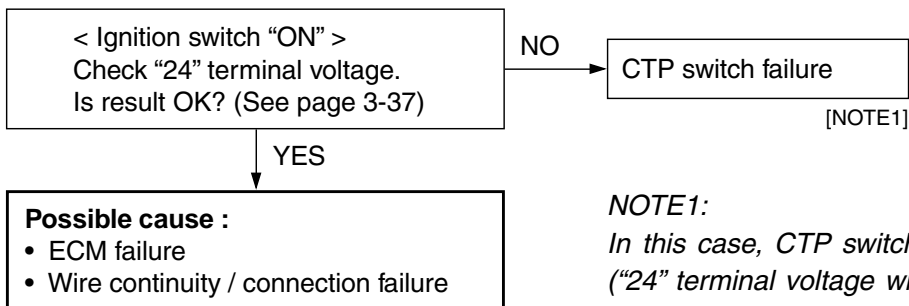 < Ignition switch “ON” >
Check “24” terminal voltage.
Is result OK? (See page 3-37)
NO
CTP switch failure
[NOTE1]
YES
Possible cause :
• ECM failure
• Wire continuity / connection failure
NOTE1:
In this case, CTP switch
(“24” terminal voltage